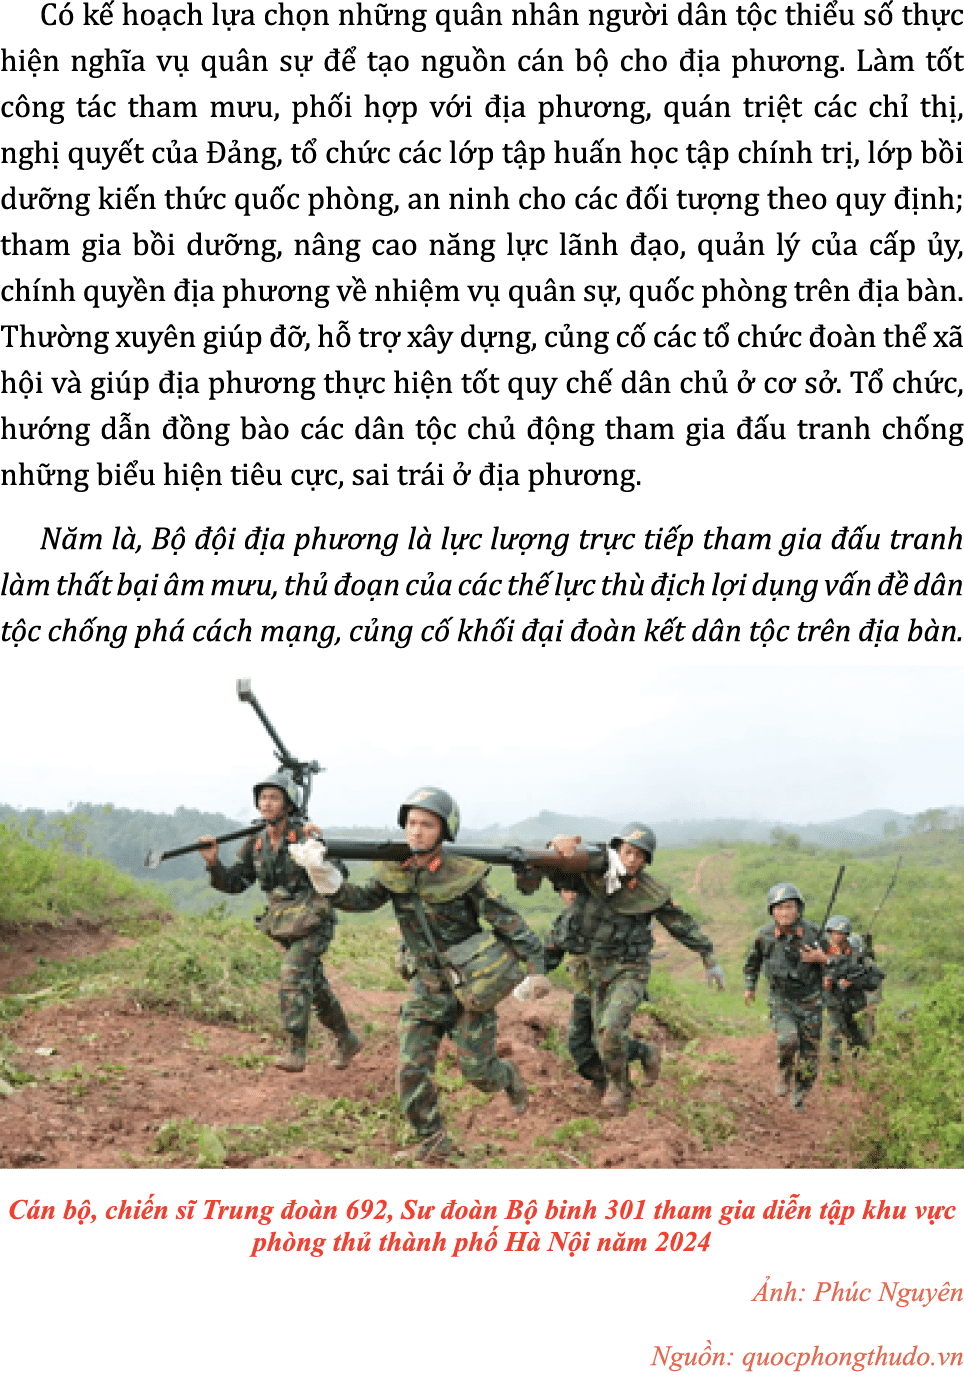 Có kế hoạch lựa chọn những quân nhân người dân tộc thiểu số thực
hiện nghĩa vụ quân sự để tạo nguồn cán bộ cho địa phương. Làm tốt
công tác tham mưu, phối hợp với địa phương, quán triệt các chỉ thị,
nghị quyết của Đảng, tổ chức các lớp tập huấn học tập chính trị, lớp bồi
dưỡng kiến thức quốc phòng, an ninh cho các đối tượng theo quy định;
tham gia bồi dưỡng, nâng cao năng lực lãnh đạo, quản lý của cấp ủy,
chính quyền địa phương về nhiệm vụ quân sự, quốc phòng trên địa bàn.
Thường xuyên giúp đỡ, hỗ trợ xây dựng, củng cố các tổ chức đoàn thể xã
hội và giúp địa phương thực hiện tốt quy chế dân chủ ở cơ sở. Tổ chức,
hướng dẫn đồng bào các dân tộc chủ động tham gia đấu tranh chống
những biểu hiện tiêu cực, sai trái ở địa phương.
Năm là, Bộ đội địa phương là lực lượng trực tiếp tham gia đấu tranh
làm thất bại âm mưu, thủ đoạn của các thế lực thù địch lợi dụng vấn đề dân
tộc chống phá cách mạng, củng cố khối đại đoàn kết dân tộc trên địa bàn.
Cán bộ, chiến sĩ Trung đoàn 692, Sư đoàn Bộ binh 301 tham gia diễn tập khu vực
phòng thủ thành phố Hà Nội năm 2024
Ảnh: Phúc Nguyên
Nguồn: quocphongthudo.vn